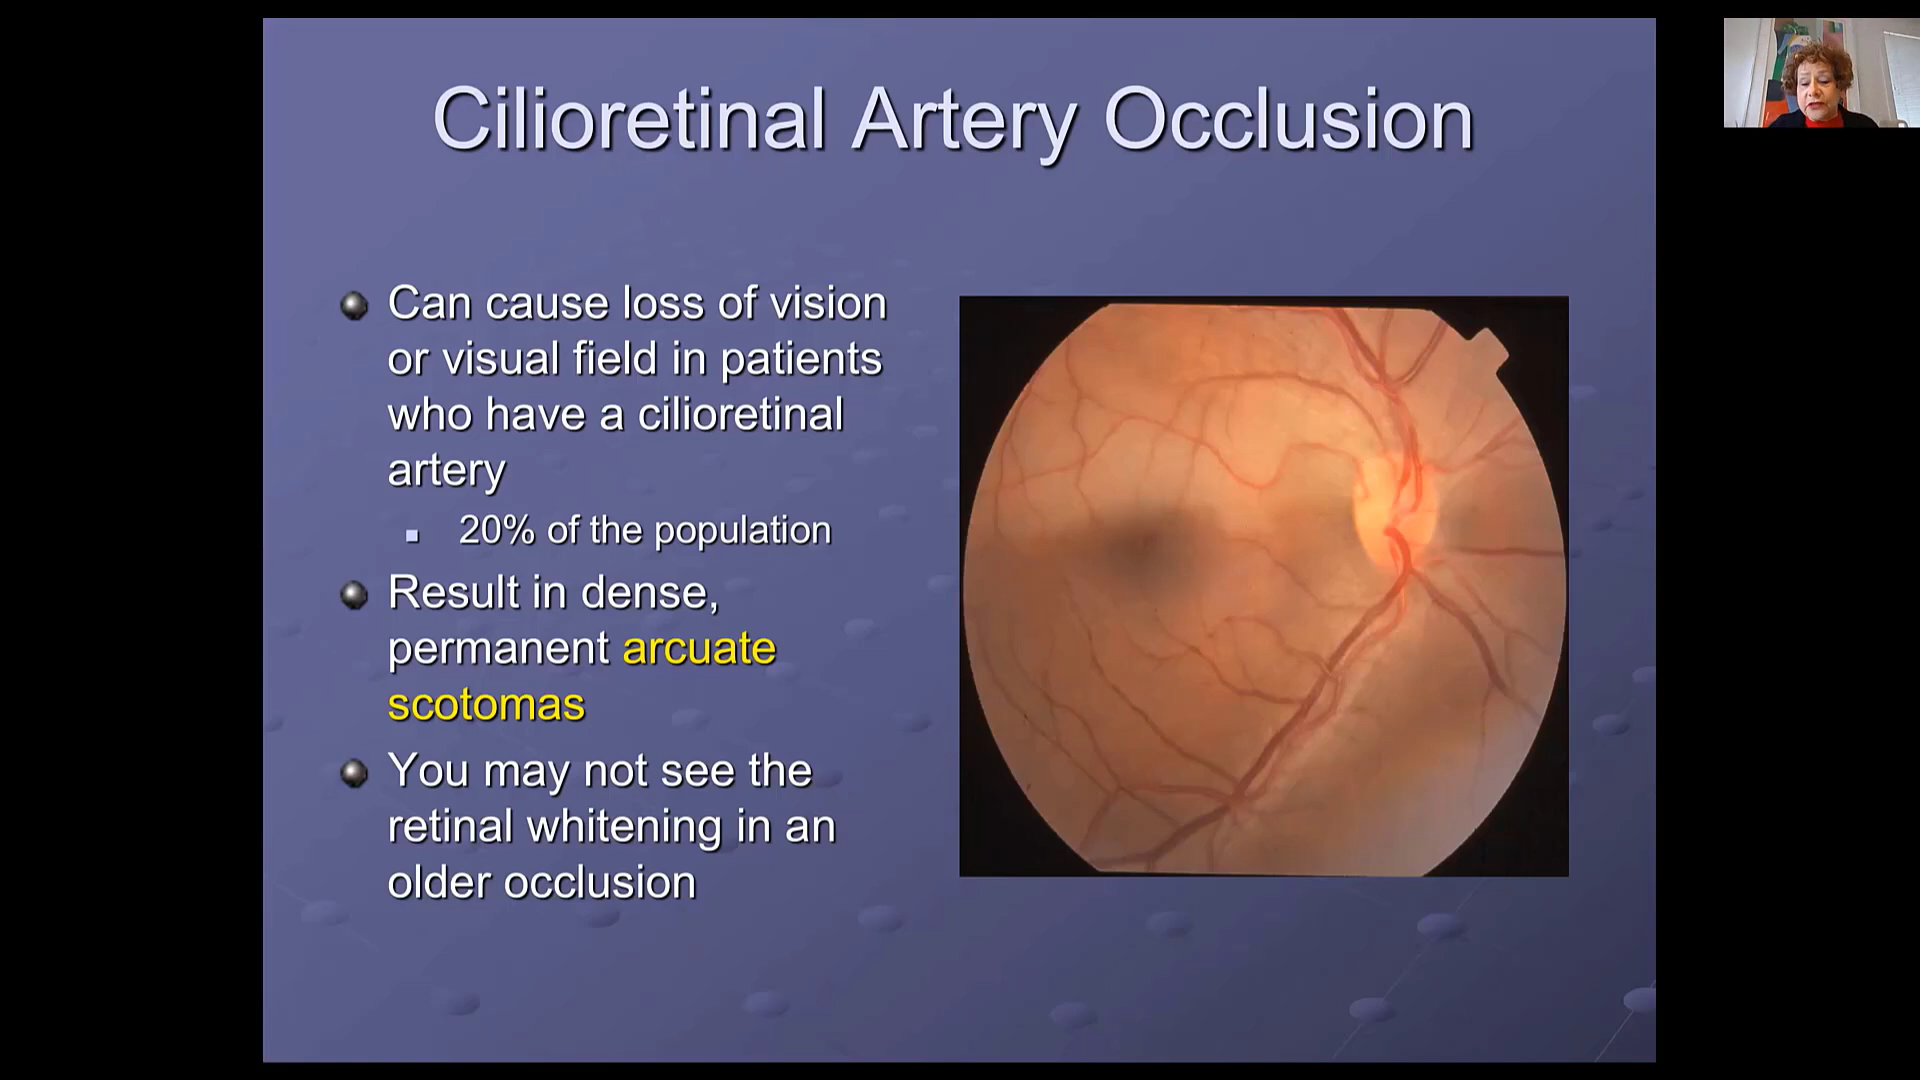 Cilioretinal Artery Occlusion
Can cause loss of vision
or visual field in patients
who have a cilioretinal
artery
20% of the population
Result in dense,
permanent arcuate
scotomas
You may not see the
retinal whitening in an
older occlusion